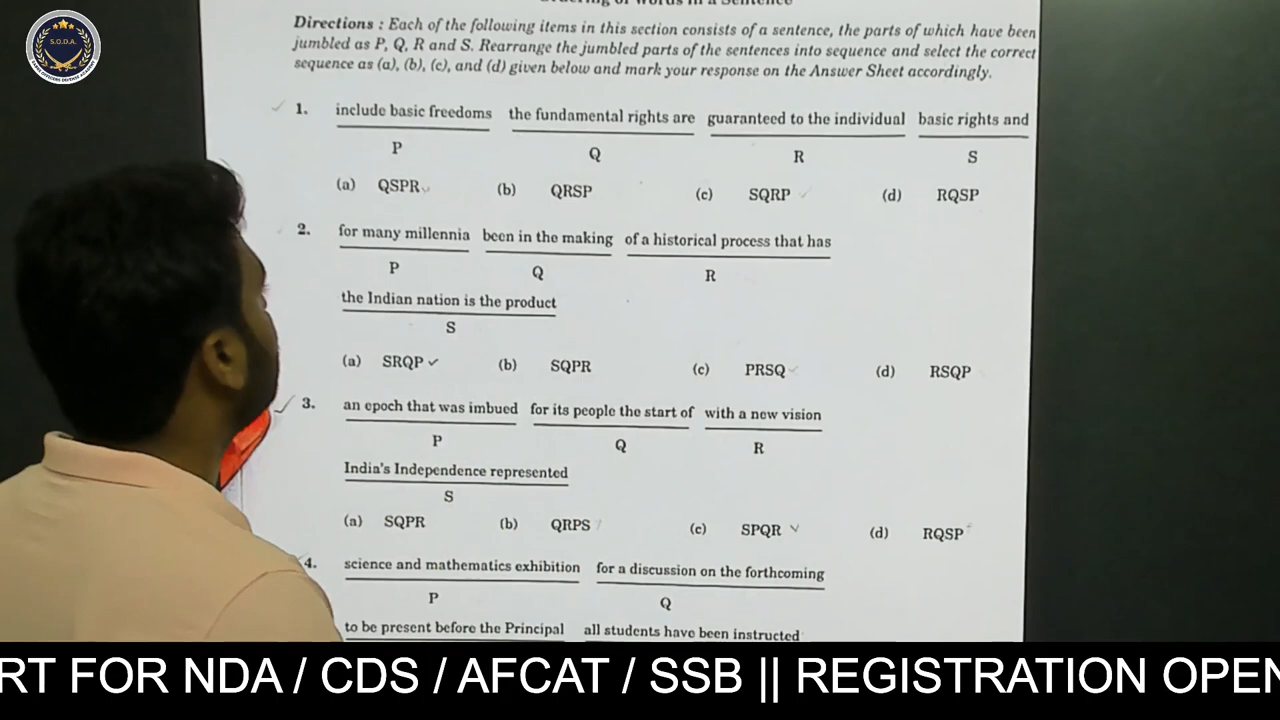 S.O.D.A.
Ordering of Words in a Sentence
Directions : Each of the following items in this section consists of a sentence, the parts of which have been
jumbled as P, Q, R and S. Rearrange the jumbled parts of the sentences into sequence and select the correct
sequence as (a), (b), (c), and (d) given below and mark your response on the Answer Sheet accordingly.
1. include basic freedoms the fundamental rights are guaranteed to the individual basic rights and
P Q R S
(a) QSPR (b) QRSP (c) SQRP (d) RQSP
2. for many millennia been in the making of a historical process that has
P Q R
the Indian nation is the product
S
(a) SRQP (b) SQPR (c) PRSQ (d) RSQP
3. an epoch that was imbued for its people the start of with a new vision
P Q R
India's Independence represented
S
(a) SQPR (b) QRPS (c) SPQR (d) RQSP
4. science and mathematics exhibition for a discussion on the forthcoming
P Q
to be present before the Principal all students have been instructed
RT FOR NDA / CDS / AFCAT / SSB || REGISTRATION OPEN